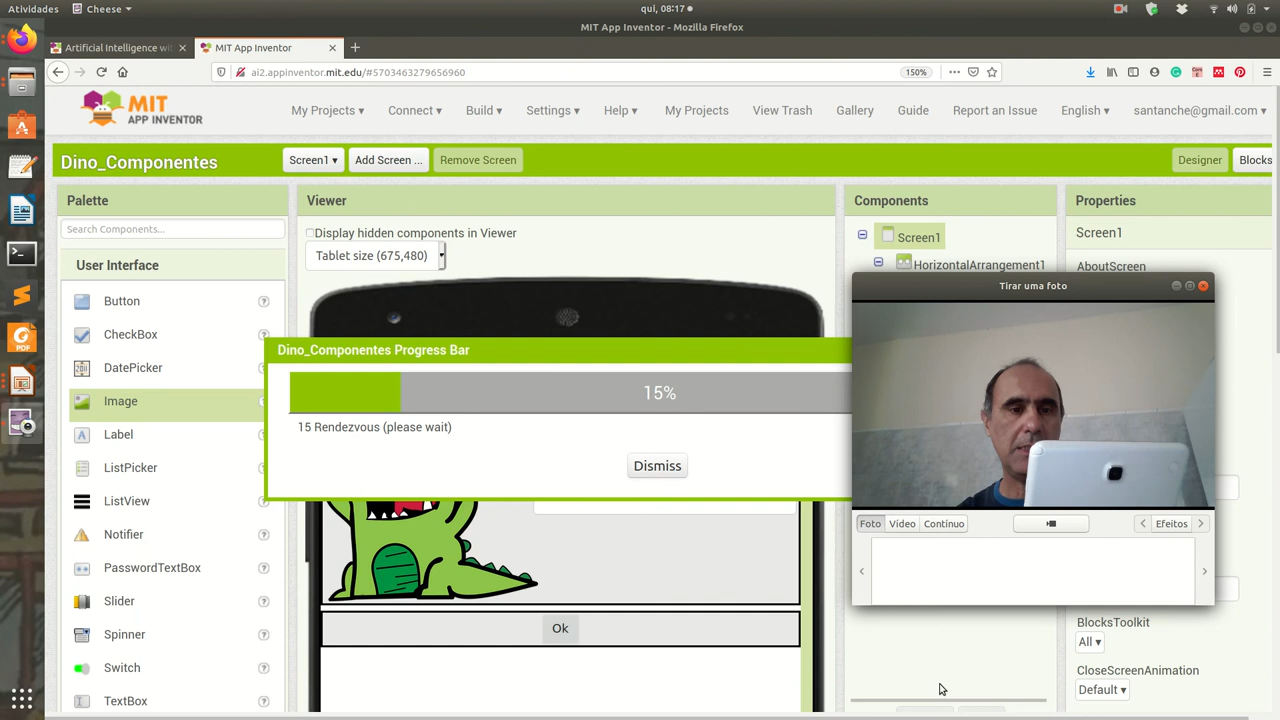 Atividades
Cheese ▾
qui, 08:17
MIT App Inventor - Mozilla Firefox
Artificial Intelligence wi
MIT App Inventor
ai2.appinventor.mit.edu/#5703463279656960
150%
MIT
APP INVENTOR
My Projects ▾
Connect ▾
Build ▾
Settings ▾
Help ▾
My Projects
View Trash
Gallery
Guide
Report an Issue
English ▾
santanche@gmail.com ▾
Dino_Componentes
Screen1 ▾
Add Screen ...
Remove Screen
Designer
Blocks
Palette
Viewer
Components
Properties
Search Components...
Display hidden components in Viewer
Tablet size (675,480)
Screen1
HorizontalArrangement1
Screen1
AboutScreen
User Interface
Button
CheckBox
DatePicker
Image
Label
ListPicker
ListView
Notifier
PasswordTextBox
Slider
Spinner
Switch
TextBox
Dino_Componentes Progress Bar
15%
15 Rendezvous (please wait)
Dismiss
Ok
Tirar uma foto
Foto
Vídeo
Contínuo
Efeitos
BlocksToolkit
All ▾
CloseScreenAnimation
Default ▾